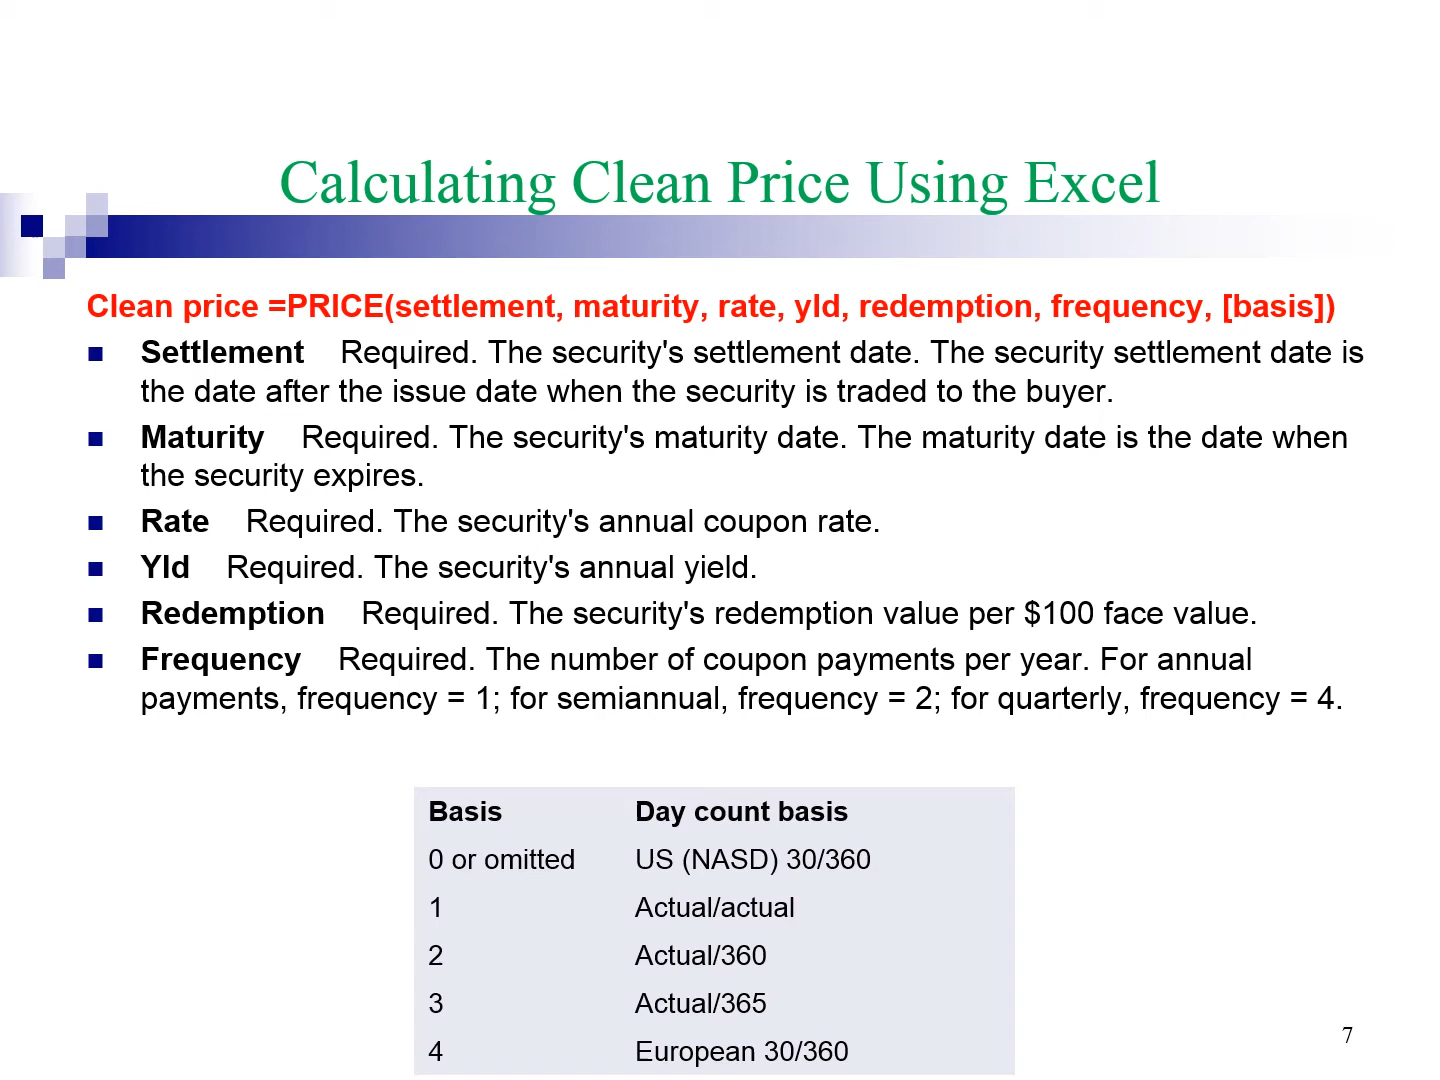 Calculating Clean Price Using Excel
Clean price =PRICE(settlement, maturity, rate, yld, redemption, frequency, [basis])
Settlement Required. The security's settlement date. The security settlement date is
the date after the issue date when the security is traded to the buyer.
Maturity Required. The security's maturity date. The maturity date is the date when
the security expires.
Rate Required. The security's annual coupon rate.
Yld Required. The security's annual yield.
Redemption Required. The security's redemption value per $100 face value.
Frequency Required. The number of coupon payments per year. For annual
payments, frequency = 1; for semiannual, frequency = 2; for quarterly, frequency = 4.
Basis Day count basis
0 or omitted US (NASD) 30/360
1 Actual/actual
2 Actual/360
3 Actual/365
4 European 30/360
7